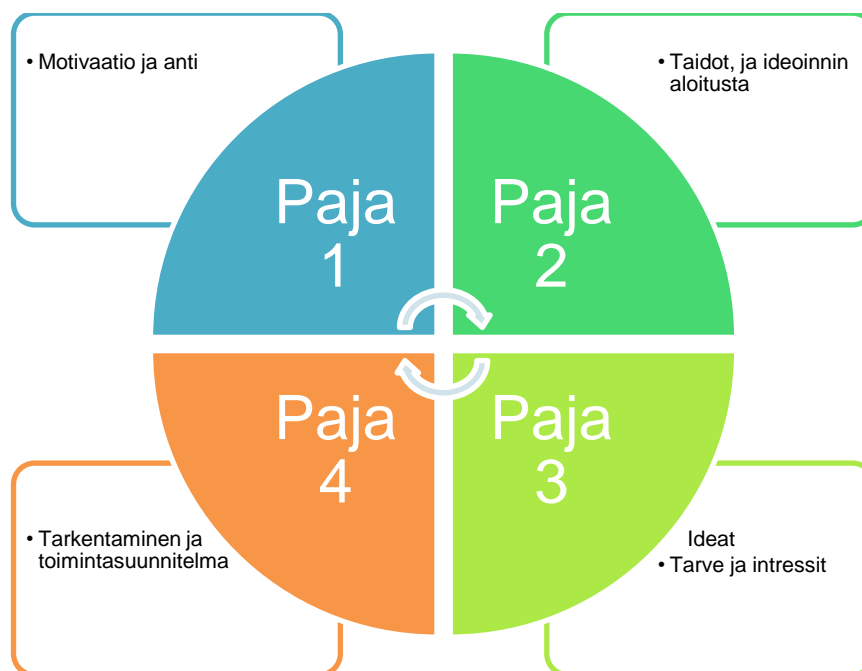 • Motivaatio ja anti
• Taidot, ja ideoinnin
aloitusta
Paja
1
Paja
2
Paja
4
Paja
3
• Tarkentaminen ja
toimintasuunnitelma
Ideat
• Tarve ja intressit